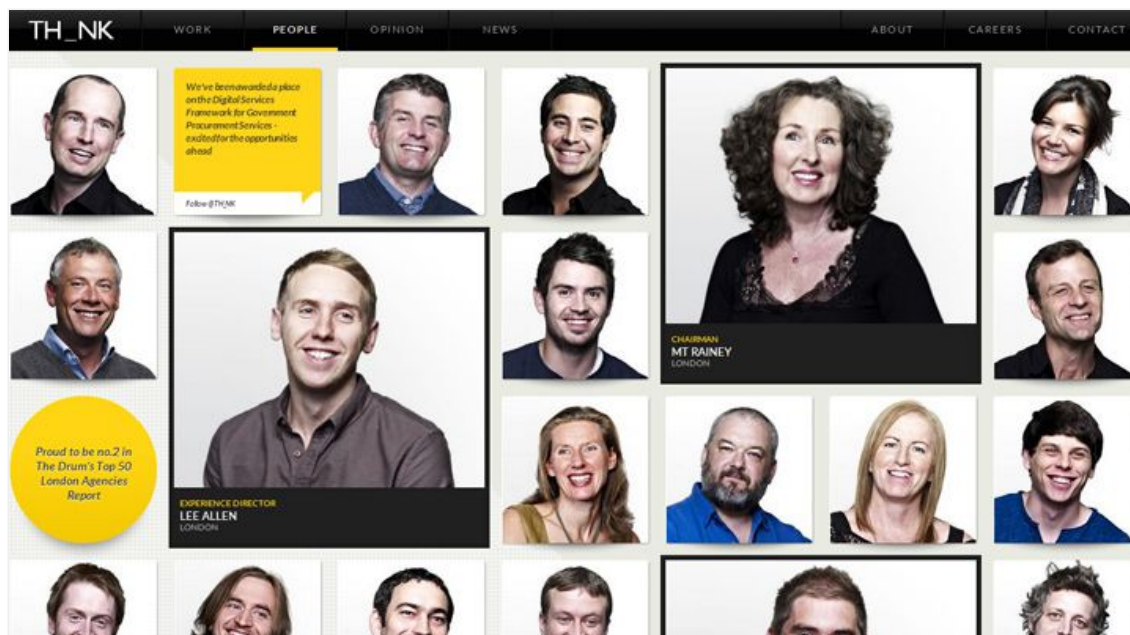 TH_NK
WORK
PEOPLE
OPINION
NEWS
ABOUT
CAREERS
CONTACT
We've been awarded a place
on the Digital Services
Framework for Government
Procurement Services -
excited for the opportunities
ahead
Follow @TH_NK
CHAIRMAN
MT RAINEY
LONDON
Proud to be no.2 in
The Drum's Top 50
London Agencies
Report
EXPERIENCE DIRECTOR
LEE ALLEN
LONDON